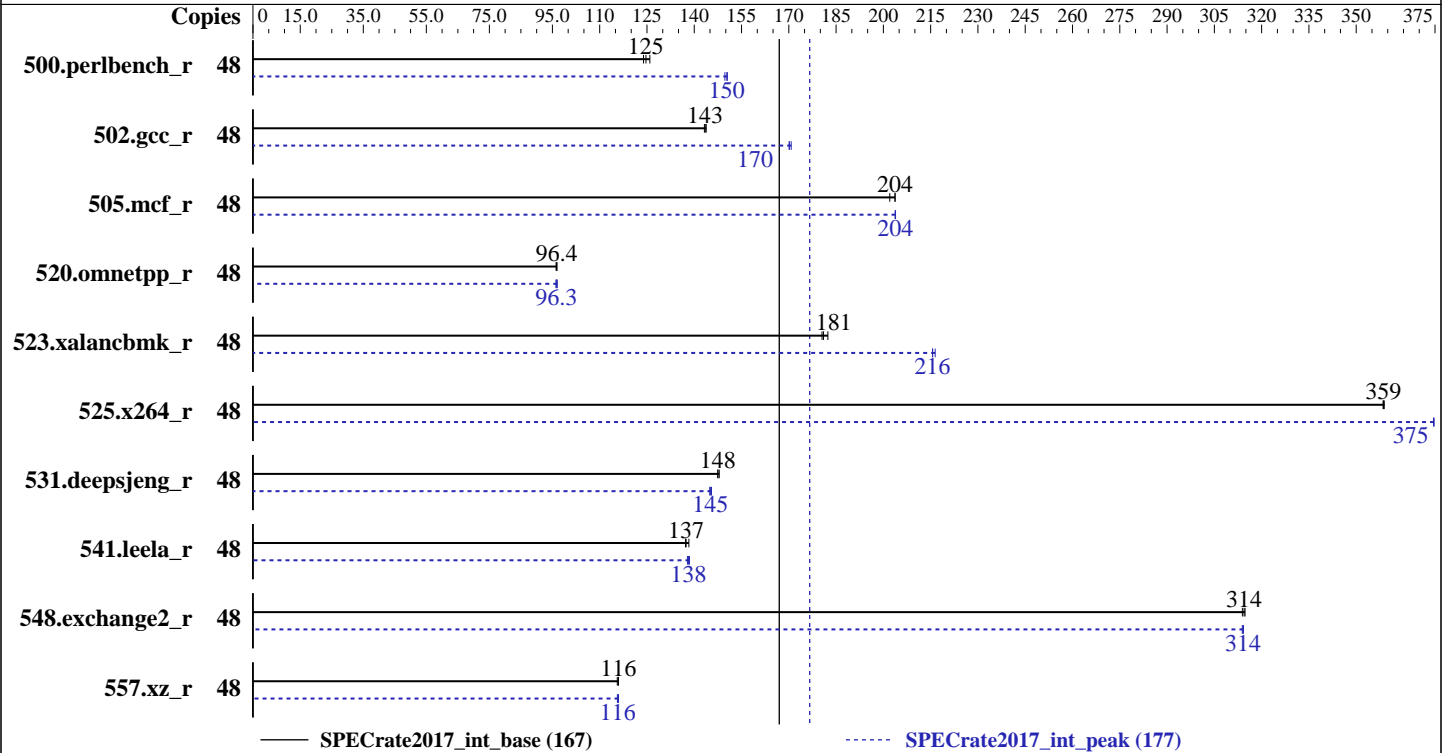 Copies 0 15.0 35.0 55.0 75.0 95.0 110 125 140 155 170 185 200 215 230 245 260 275 290 305 320 335 350 375
500.perlbench_r 48 125
150
502.gcc_r 48 143
170
505.mcf_r 48 204
204
520.omnetpp_r 48 96.4
96.3
523.xalancbmk_r 48 181
216
525.x264_r 48 359
375
531.deepsjeng_r 48 148
145
541.leela_r 48 137
138
548.exchange2_r 48 314
314
557.xz_r 48 116
116
SPECrate2017_int_base (167) SPECrate2017_int_peak (177)